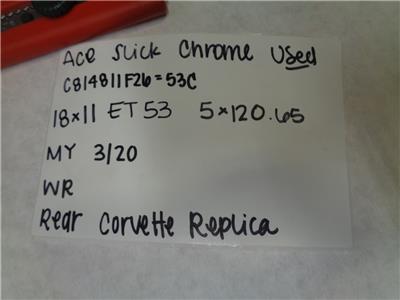 Ace Slick Chrome Used
C814811F26=53C
18x11 ET53 5x120.65
MY 3/20
WR
Rear Corvette Replica